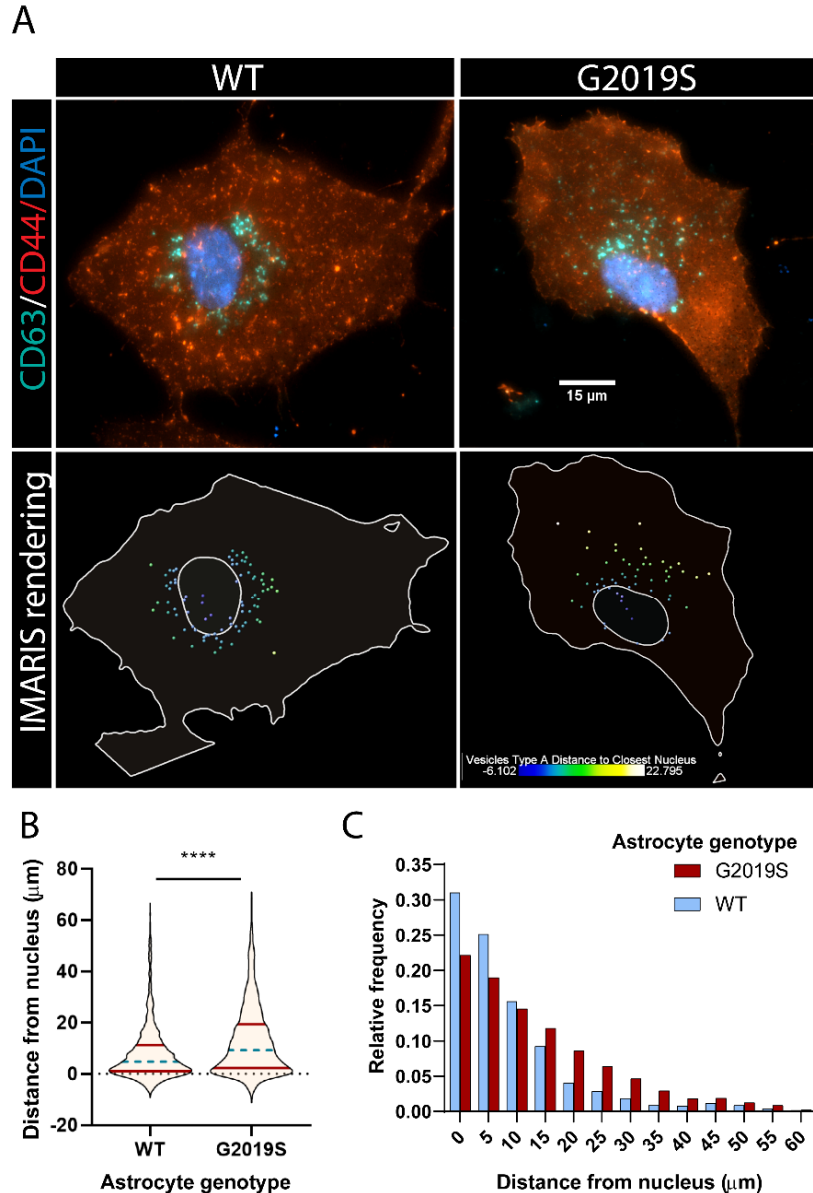 A
WT
G2019S
CD63/CD44/DAPI
15 µm
IMARIS rendering
Vesicles Type A Distance to Closest Nucleus
-6.102
22.795
B
C
Astrocyte genotype
G2019S
WT
****
Distance from nucleus (μm)
80
60
40
20
0
-20
WT
G2019S
Astrocyte genotype
Relative frequency
0.35
0.30
0.25
0.20
0.15
0.10
0.05
0.00
0
5
10
15
20
25
30
35
40
45
50
55
60
Distance from nucleus (μm)